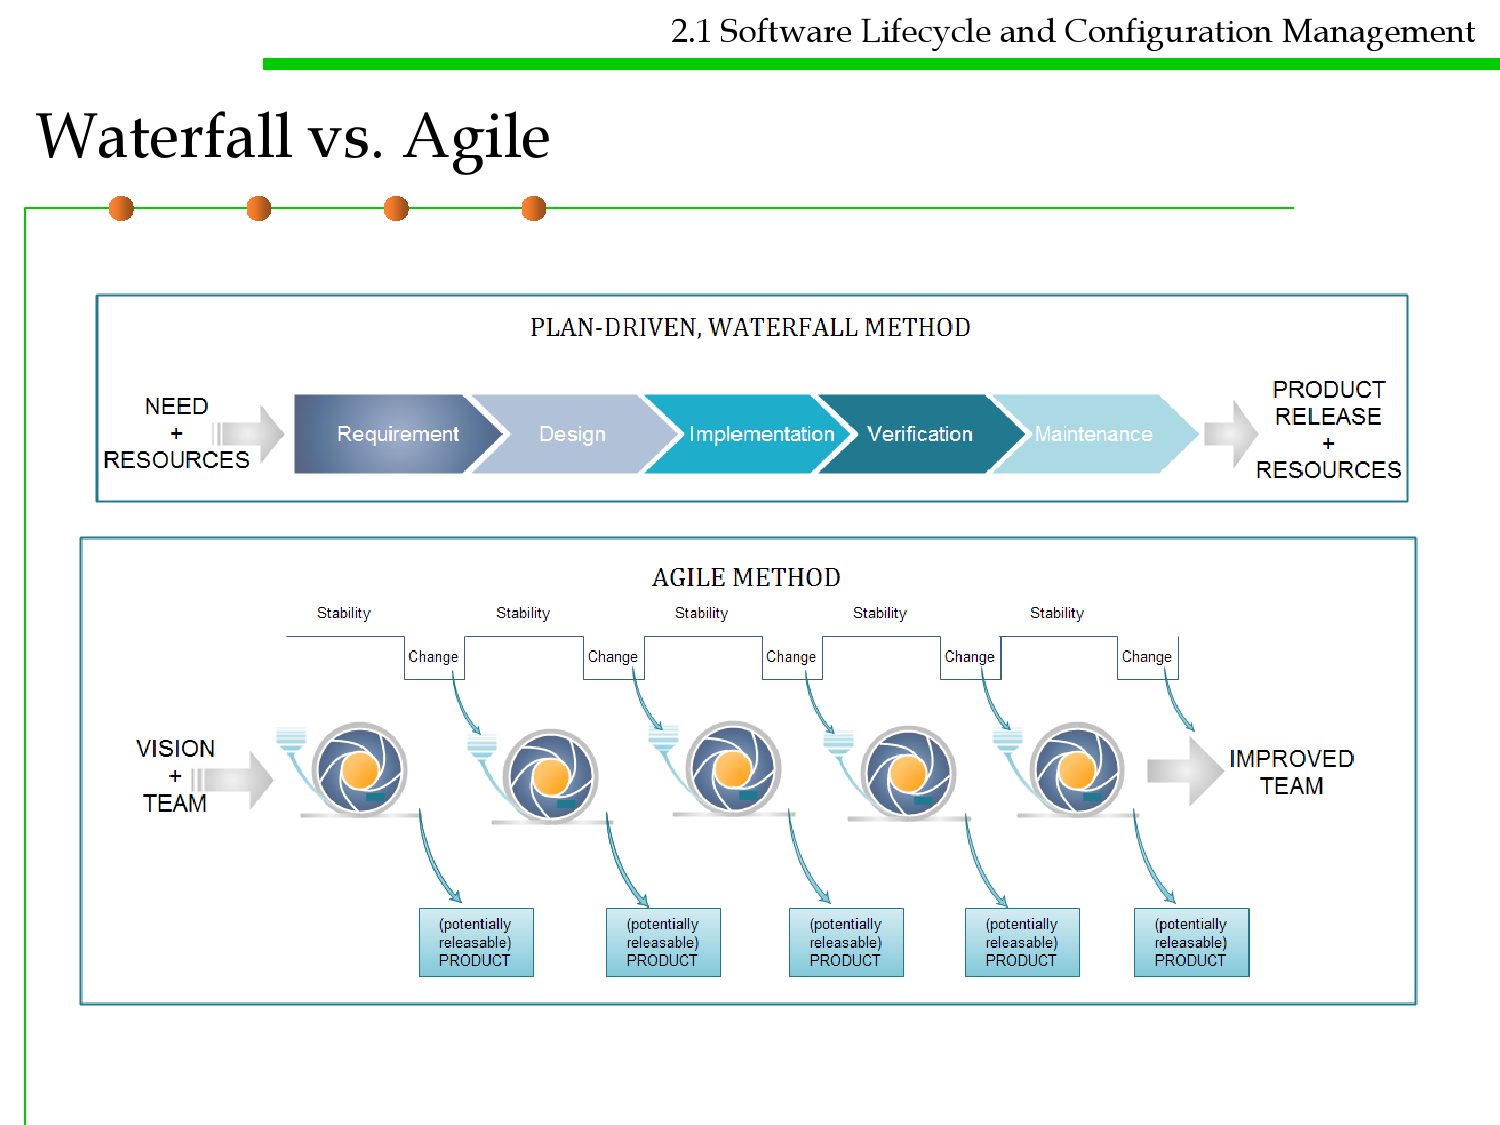 2.1 Software Lifecycle and Configuration Management
Waterfall vs. Agile
PLAN-DRIVEN, WATERFALL METHOD
NEED
+
RESOURCES
Requirement
Design
Implementation
Verification
Maintenance
PRODUCT
RELEASE
+
RESOURCES
AGILE METHOD
Stability
Stability
Stability
Stability
Stability
Change
Change
Change
Change
Change
VISION
+
TEAM
IMPROVED
TEAM
(potentially
releasable)
PRODUCT
(potentially
releasable)
PRODUCT
(potentially
releasable)
PRODUCT
(potentially
releasable)
PRODUCT
(potentially
releasable)
PRODUCT